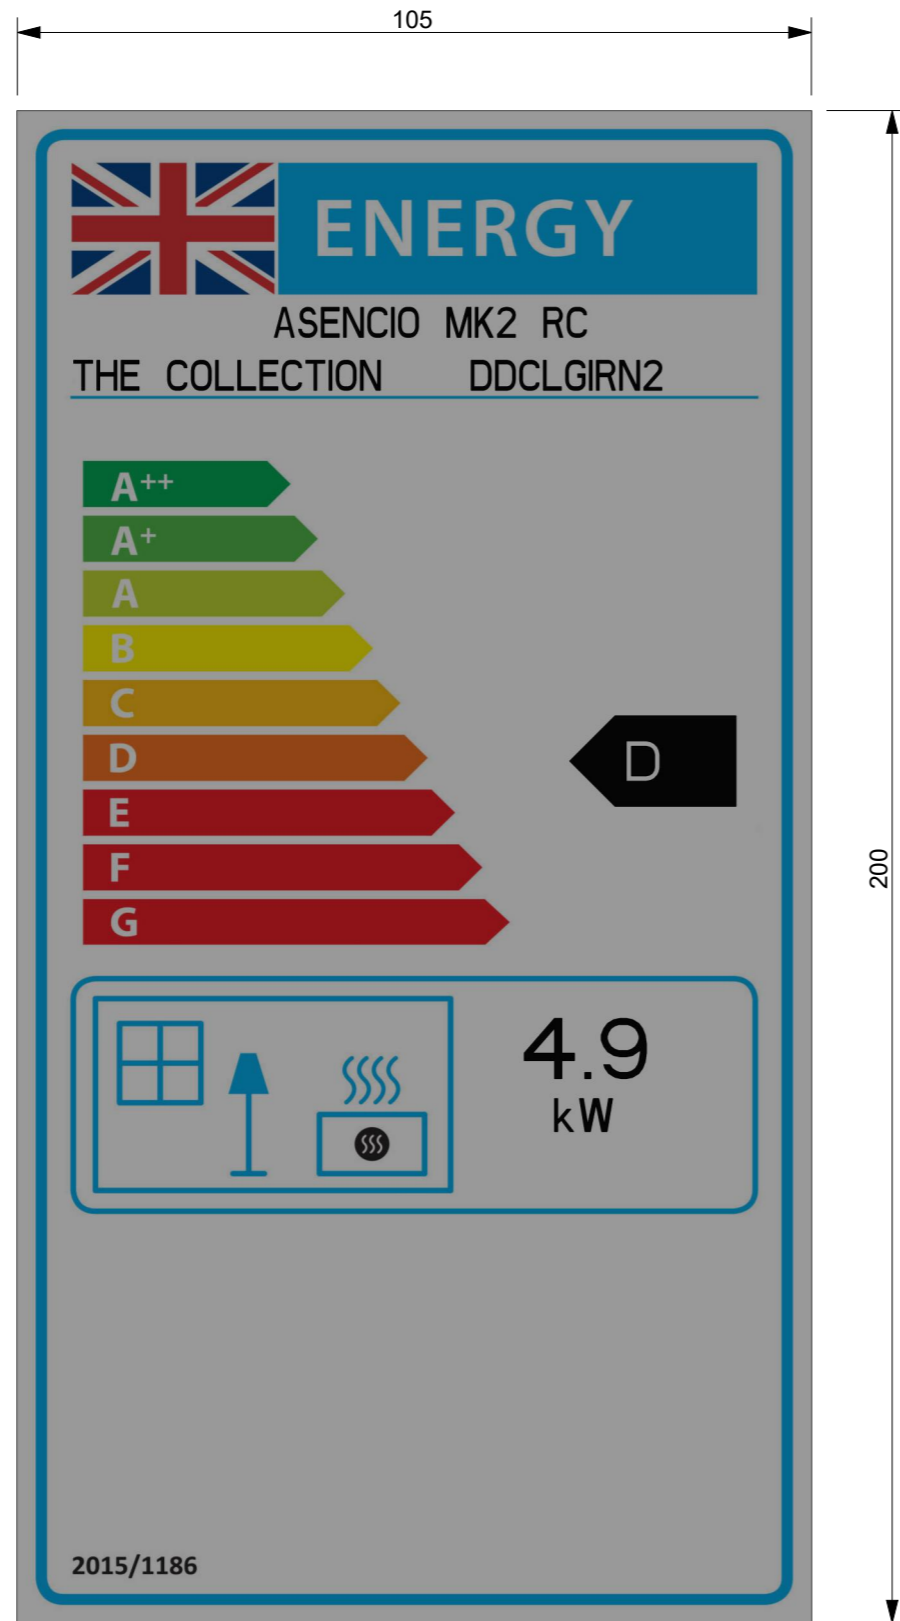 105
ENERGY
ASENCIO MK2 RC
THE COLLECTION DDCLGIRN2
A++
A+
A
B
C
D
D
E
F
G
200
4.9
kW
2015/1186